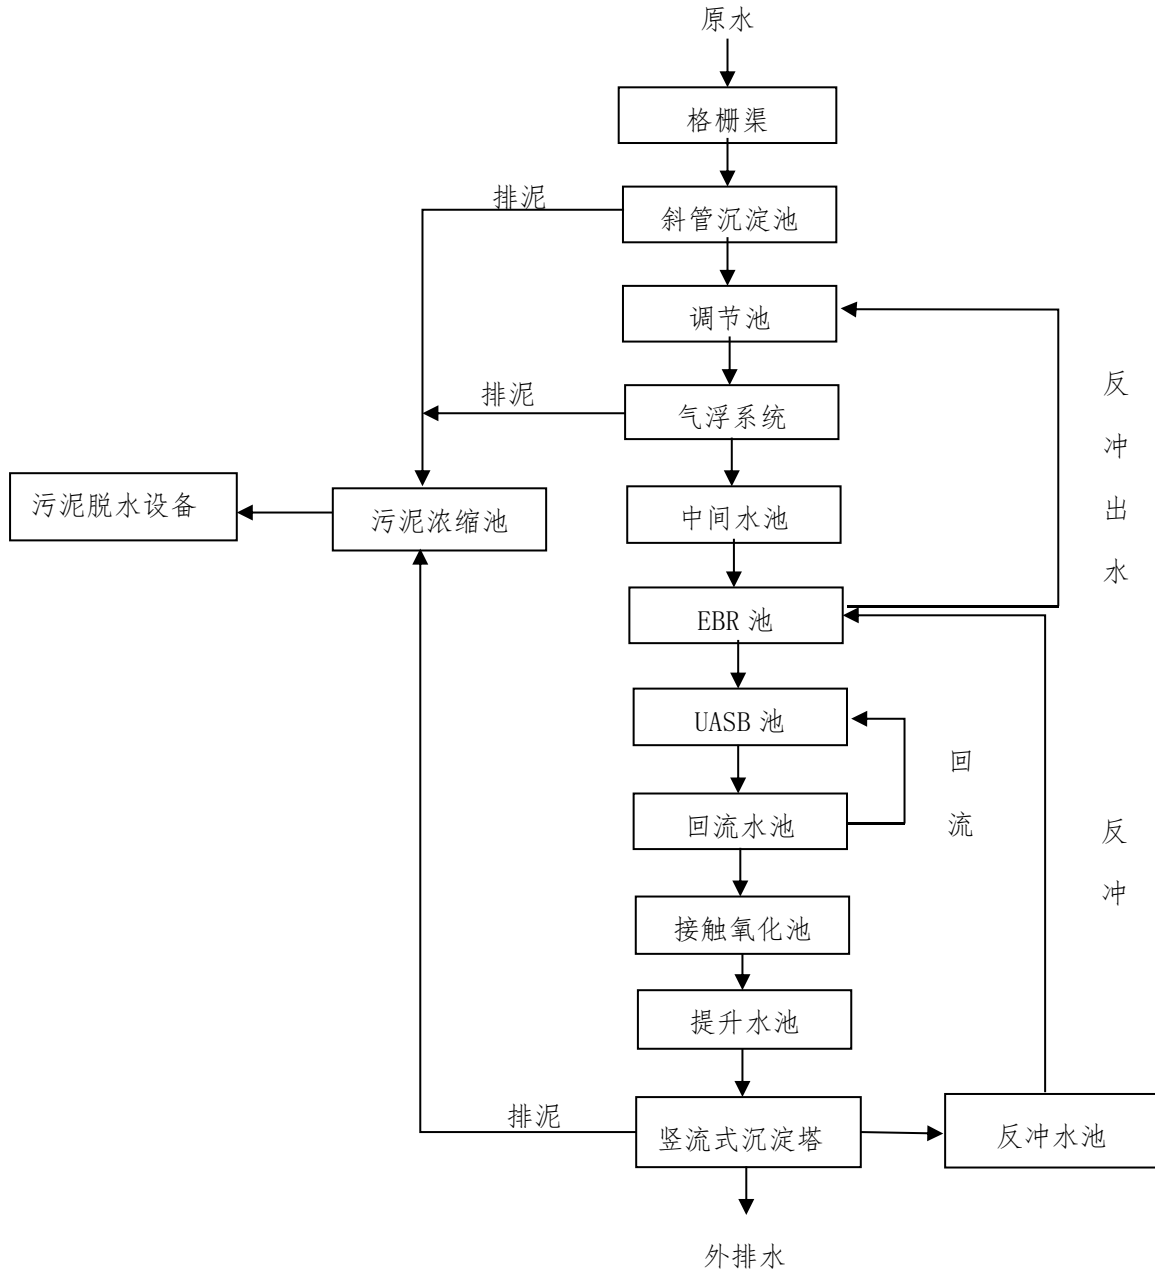 原水
格栅渠
排泥
斜管沉淀池
调节池
反冲出水
排泥
气浮系统
污泥脱水设备
污泥浓缩池
中间水池
EBR 池
UASB 池
回流
回流水池
反冲
接触氧化池
提升水池
排泥
竖流式沉淀塔
反冲水池
外排水